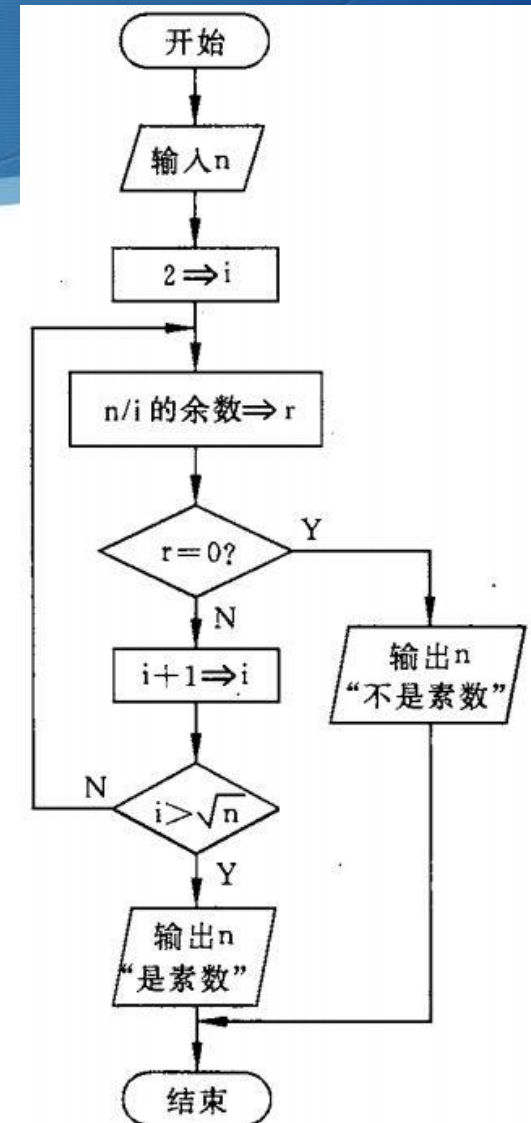 开始
输入n
2⇒i
n/i的余数⇒r
r=0?
Y
N
i+1⇒i
输出n
“不是素数”
N
i>√n
Y
输出n
“是素数”
结束